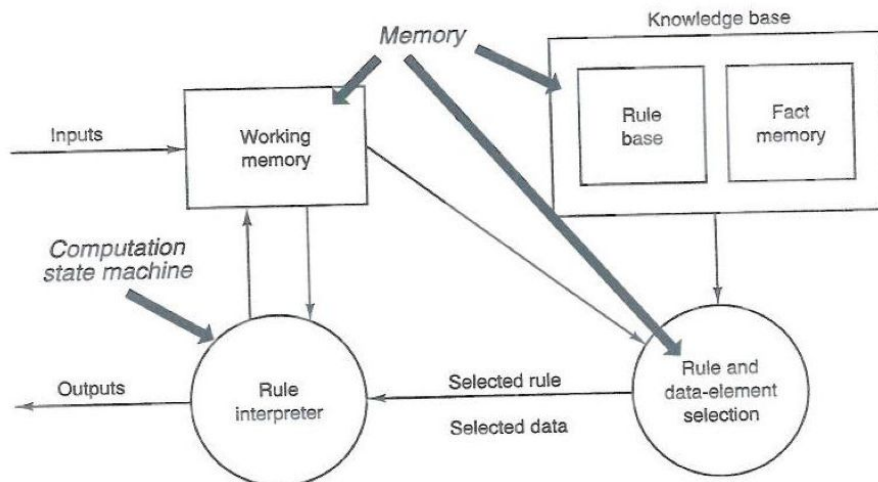 Knowledge base
Memory
Inputs
Working
memory
Rule
base
Fact
memory
Computation
state machine
Outputs
Rule
interpreter
Selected rule
Selected data
Rule and
data-element
selection